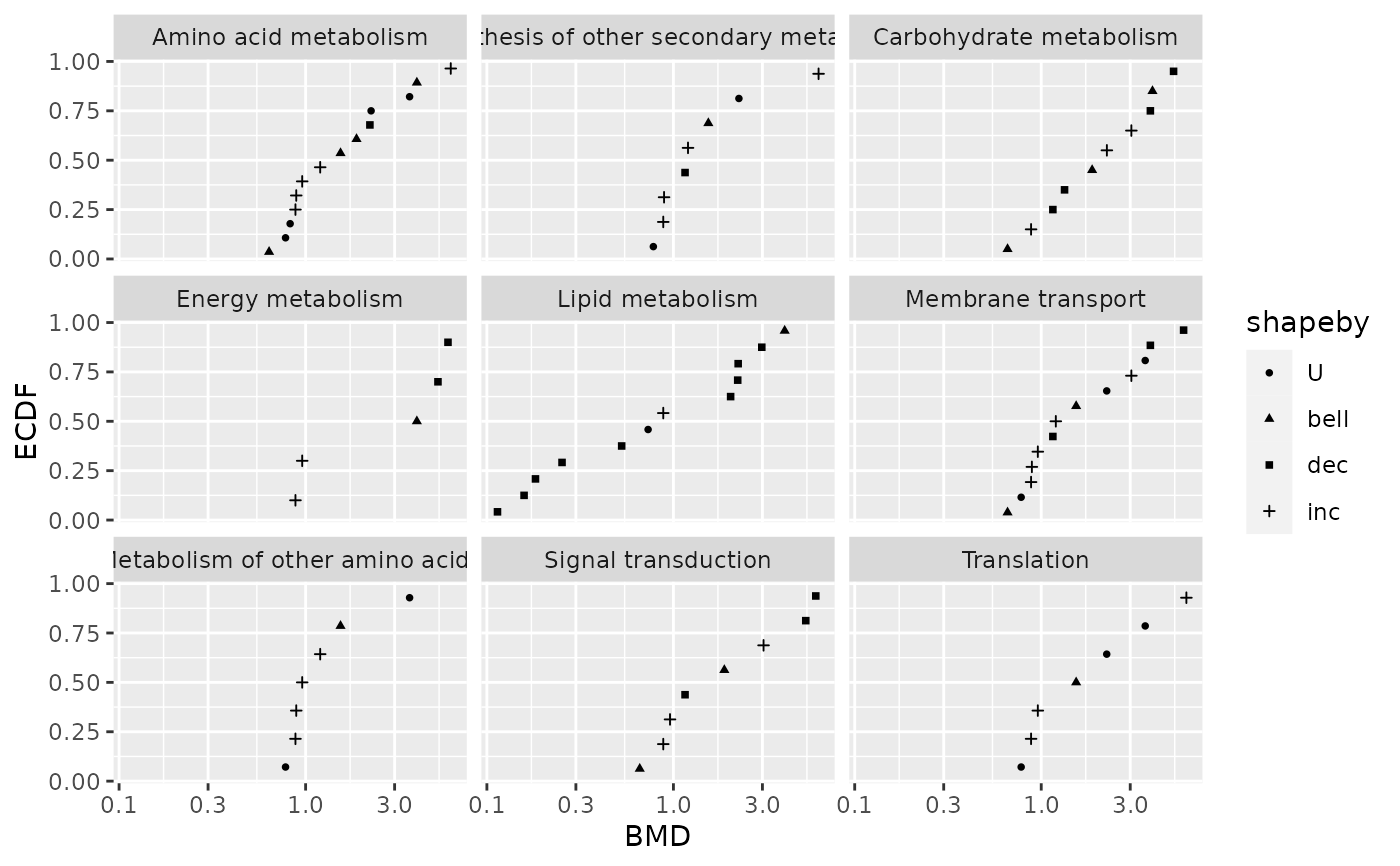 Amino acid metabolism
thesis of other secondary meta
Carbohydrate metabolism
1.00
0.75
0.50
0.25
0.00
Energy metabolism
Lipid metabolism
Membrane transport
1.00
0.75
0.50
0.25
0.00
Metabolism of other amino acid
Signal transduction
Translation
1.00
0.75
0.50
0.25
0.00
0.1 0.3 1.0 3.0
0.1 0.3 1.0 3.0
0.1 0.3 1.0 3.0
BMD
ECDF
shapeby
U
bell
dec
inc